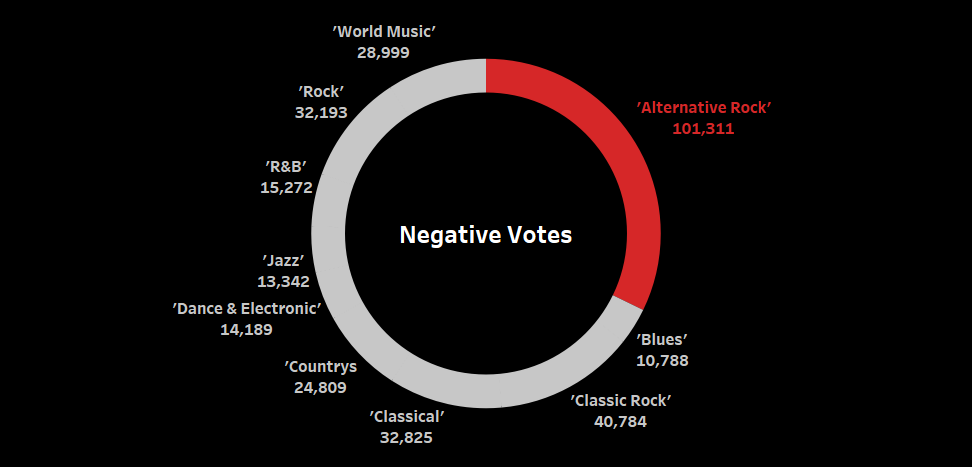 ’World Music’
28,999
’Rock’
32,193
’Alternative Rock’
101,311
’R&B’
15,272
Negative Votes
’Jazz’
13,342
’Dance & Electronic’
14,189
’Blues’
10,788
’Countrys
24,809
’Classic Rock’
40,784
’Classical’
32,825